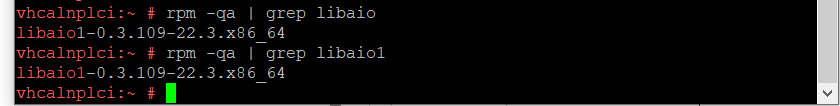 vhcalnplci:~ # rpm -qa | grep libaio
libaio1-0.3.109-22.3.x86_64
vhcalnplci:~ # rpm -qa | grep libaio1
libaio1-0.3.109-22.3.x86_64
vhcalnplci:~ #